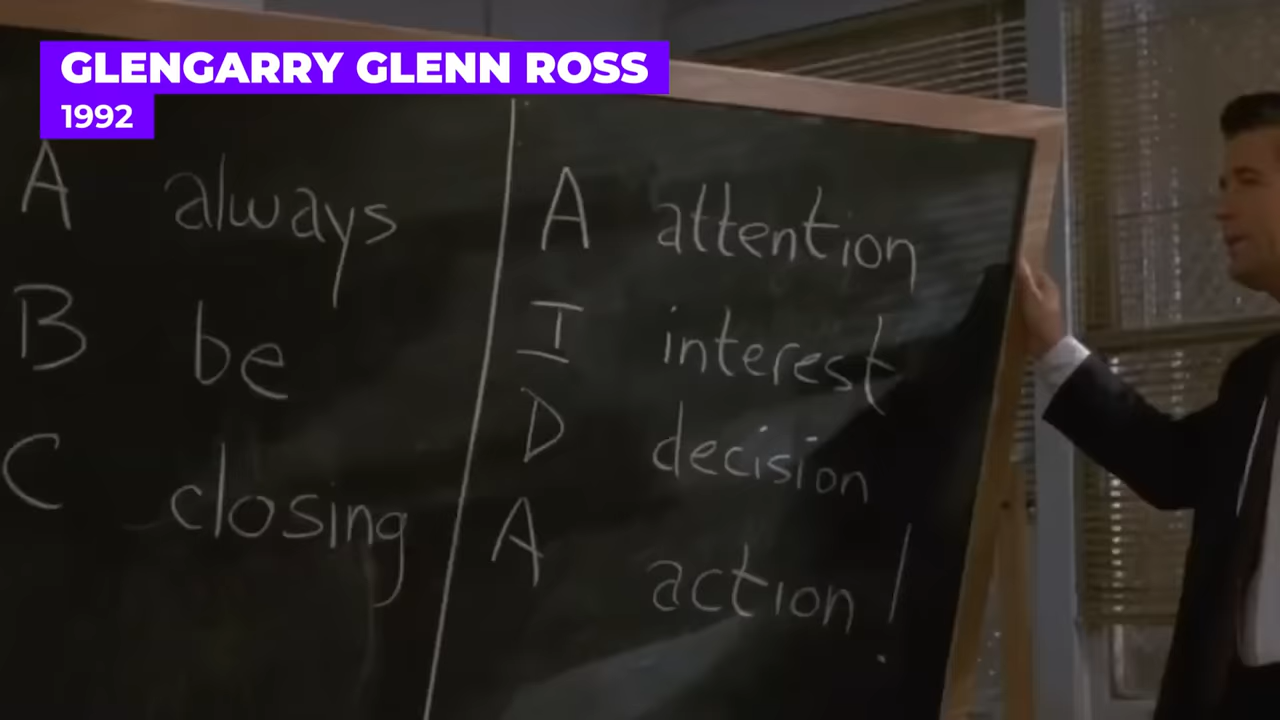 GLENGARRY GLENN ROSS
1992
A always
B be
C closing
A attention
I interest
D decision
A action!